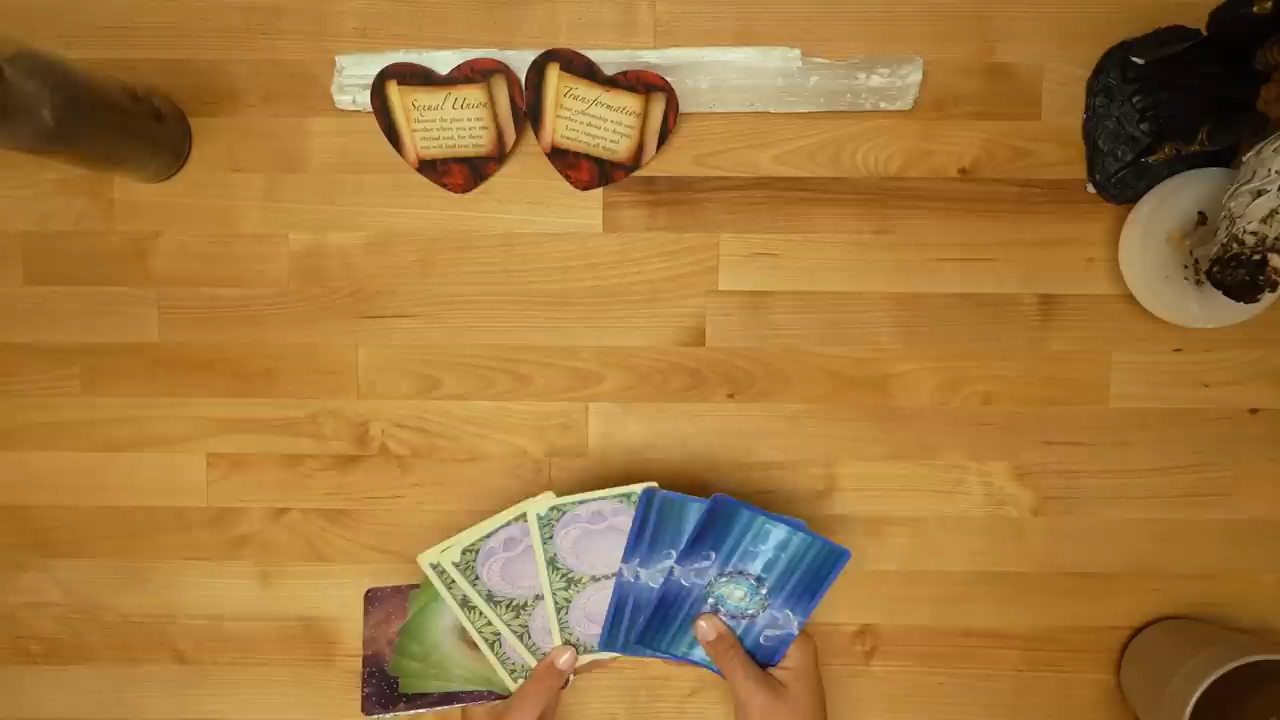 Sexual Union
Honour the place in one
another where you are one
eternal soul, for there
you will find true bliss.
Transformation
Your relationship with one
another is about to deepen.
Love conquers and
transforms all things.